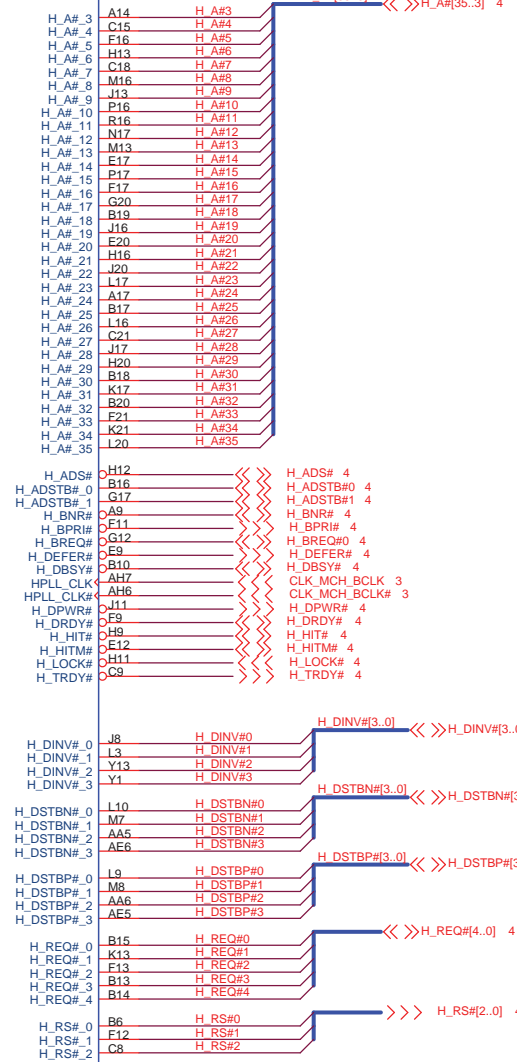 H_A#[35..3] 4
H_A#_3 A14 H_A#3
H_A#_4 C15 H_A#4
H_A#_5 F16 H_A#5
H_A#_6 H13 H_A#6
H_A#_7 C18 H_A#7
H_A#_8 M16 H_A#8
H_A#_9 J13 H_A#9
H_A#_10 P16 H_A#10
H_A#_11 R16 H_A#11
H_A#_12 N17 H_A#12
H_A#_13 M13 H_A#13
H_A#_14 E17 H_A#14
H_A#_15 P17 H_A#15
H_A#_16 F17 H_A#16
H_A#_17 G20 H_A#17
H_A#_18 B19 H_A#18
H_A#_19 J16 H_A#19
H_A#_20 E20 H_A#20
H_A#_21 H16 H_A#21
H_A#_22 J20 H_A#22
H_A#_23 L17 H_A#23
H_A#_24 A17 H_A#24
H_A#_25 B17 H_A#25
H_A#_26 L16 H_A#26
H_A#_27 C21 H_A#27
H_A#_28 J17 H_A#28
H_A#_29 H20 H_A#29
H_A#_30 B18 H_A#30
H_A#_31 K17 H_A#31
H_A#_32 B20 H_A#32
H_A#_33 F21 H_A#33
H_A#_34 K21 H_A#34
H_A#_35 L20 H_A#35
H_ADS# H12 H_ADS# 4
H_ADSTB#_0 B16 H_ADSTB#0 4
H_ADSTB#_1 G17 H_ADSTB#1 4
H_BNR# A9 H_BNR# 4
H_BPRI# F11 H_BPRI# 4
H_BREQ# G12 H_BREQ#0 4
H_DEFER# E9 H_DEFER# 4
H_DBSY# B10 H_DBSY# 4
HPLL_CLK AH7 CLK_MCH_BCLK 3
HPLL_CLK# AH6 CLK_MCH_BCLK# 3
H_DPWR# J11 H_DPWR# 4
H_DRDY# F9 H_DRDY# 4
H_HIT# H9 H_HIT# 4
H_HITM# E12 H_HITM# 4
H_LOCK# H11 H_LOCK# 4
H_TRDY# C9 H_TRDY# 4
H_DINV#[3..0] H_DINV#[3..
H_DINV#_0 J8 H_DINV#0
H_DINV#_1 L3 H_DINV#1
H_DINV#_2 Y13 H_DINV#2
H_DINV#_3 Y1 H_DINV#3
H_DSTBN#[3..0] H_DSTBN#[3
H_DSTBN#_0 L10 H_DSTBN#0
H_DSTBN#_1 M7 H_DSTBN#1
H_DSTBN#_2 AA5 H_DSTBN#2
H_DSTBN#_3 AE6 H_DSTBN#3
H_DSTBP#[3..0] H_DSTBP#[3
H_DSTBP#_0 L9 H_DSTBP#0
H_DSTBP#_1 M8 H_DSTBP#1
H_DSTBP#_2 AA6 H_DSTBP#2
H_DSTBP#_3 AE5 H_DSTBP#3
H_REQ#[4..0] 4
H_REQ#_0 B15 H_REQ#0
H_REQ#_1 K13 H_REQ#1
H_REQ#_2 F13 H_REQ#2
H_REQ#_3 B13 H_REQ#3
H_REQ#_4 B14 H_REQ#4
H_RS#[2..0] 4
H_RS#_0 B6 H_RS#0
H_RS#_1 F12 H_RS#1
H_RS#_2 C8 H_RS#2